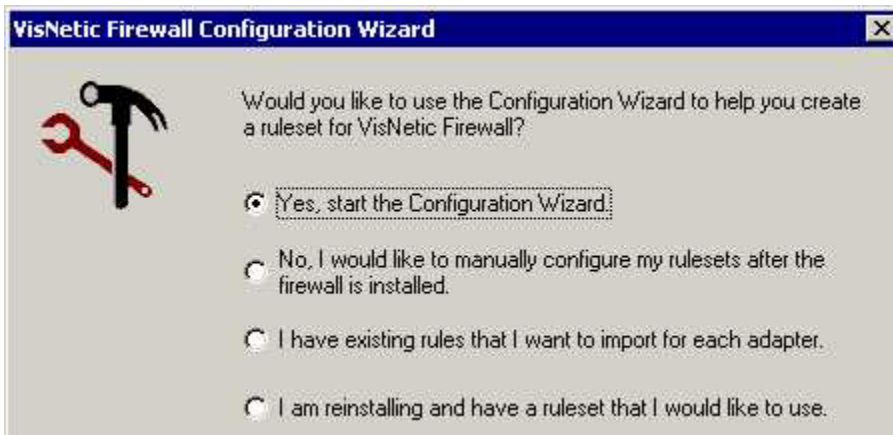 VisNetic Firewall Configuration Wizard
Would you like to use the Configuration Wizard to help you create
a ruleset for VisNetic Firewall?
Yes, start the Configuration Wizard.
No, I would like to manually configure my rulesets after the
firewall is installed.
I have existing rules that I want to import for each adapter.
I am reinstalling and have a ruleset that I would like to use.